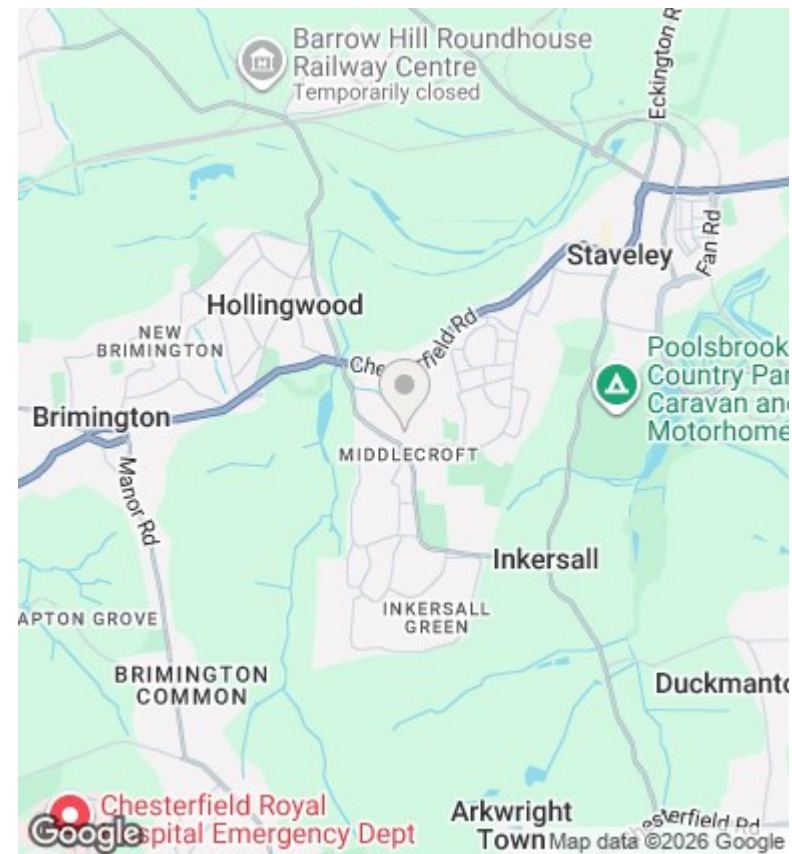 Barrow Hill Roundhouse
Railway Centre
Temporarily closed
Eckington R
Staveley
Fan Rd
Hollingwood
NEW
BRIMINGTON
Chesterfield Rd
Poolsbrook
Country Par
Caravan and
Motorhome
Brimington
MIDDLECROFT
Manor Rd
Inkersall
INKERSALL
GREEN
APTON GROVE
BRIMINGTON
COMMON
Duckmanto
Chesterfield Royal
spital Emergency Dept
Google
Arkwright
Town
esterfield Rd
Map data ©2026 Google